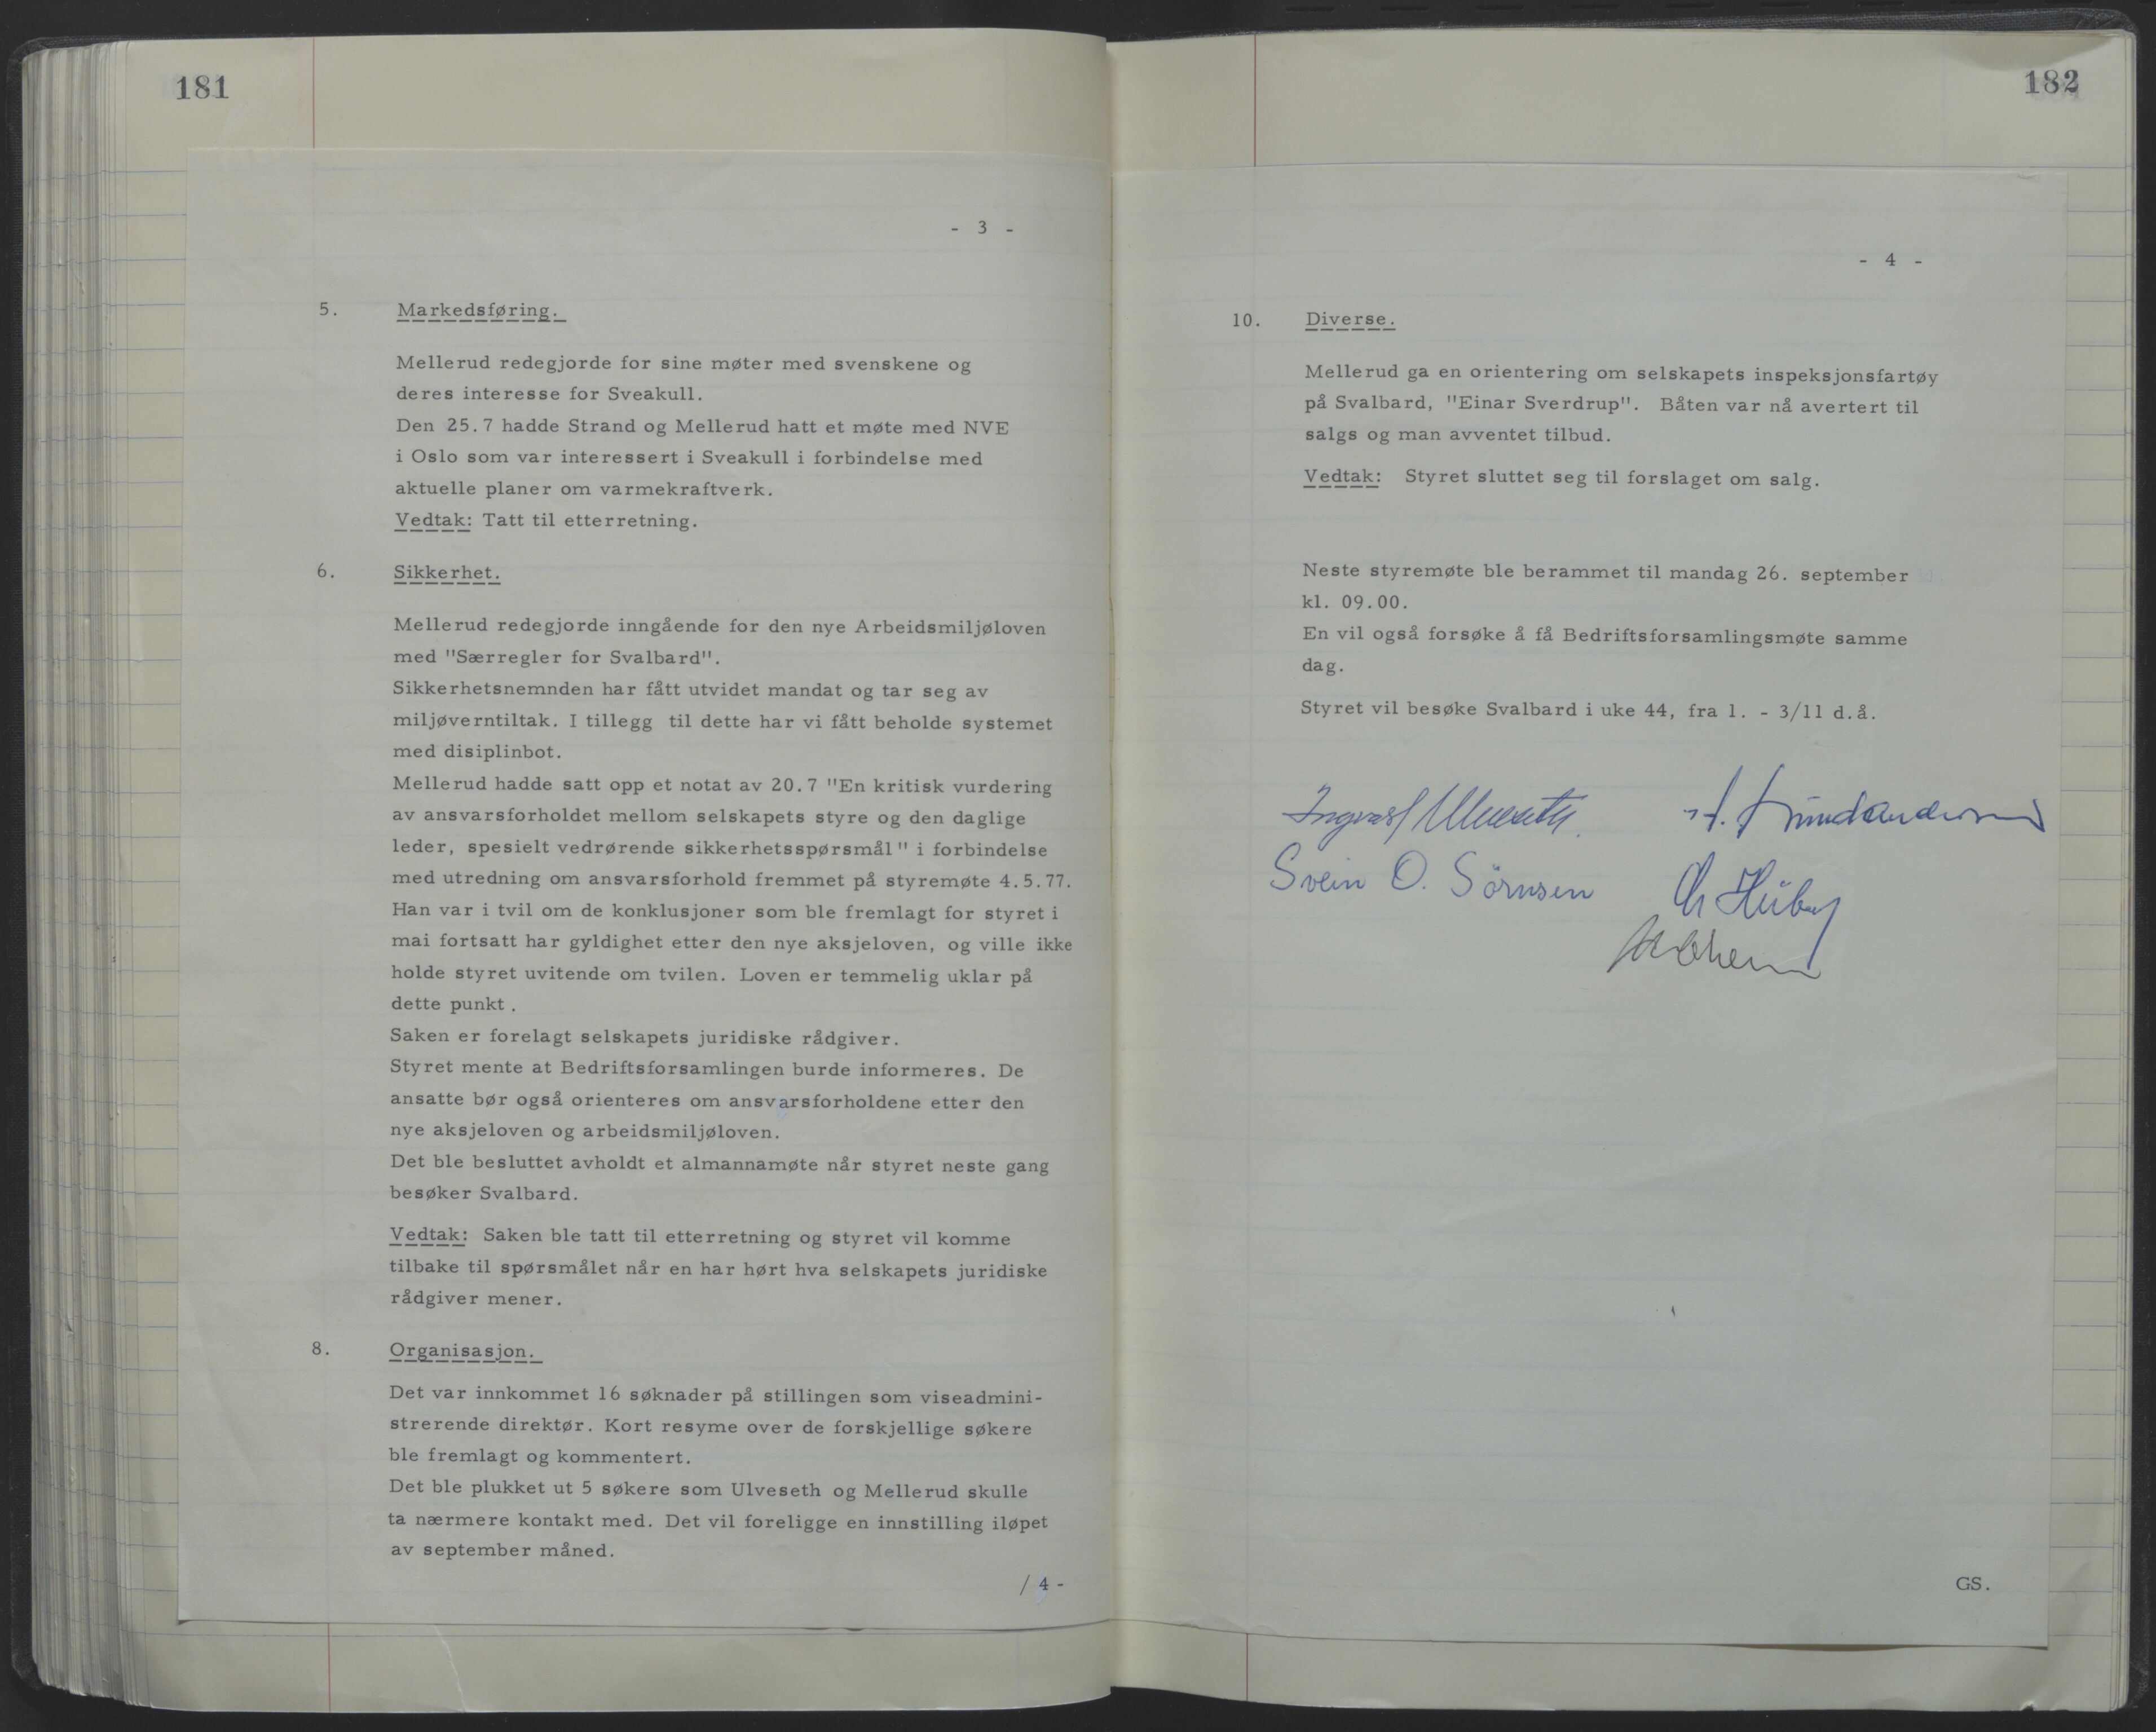 181
- 3 -
5. Markedsføring.
Mellerud redegjorde for sine møter med svenskene og
deres interesse for Sveakull.
Den 25.7 hadde Strand og Mellerud hatt et møte med NVE
i Oslo som var interessert i Sveakull i forbindelse med
aktuelle planer om varmekraftverk.
Vedtak: Tatt til etterretning.
6. Sikkerhet.
Mellerud redegjorde inngående for den nye Arbeidsmiljøloven
med "Særregler for Svalbard".
Sikkerhetsnemnden har fått utvidet mandat og tar seg av
miljøverntiltak. I tillegg til dette har vi fått beholde systemet
med disiplinbot.
Mellerud hadde satt opp et notat av 20.7 "En kritisk vurdering
av ansvarsforholdet mellom selskapets styre og den daglige
leder, spesielt vedrørende sikkerhetsspørsmål" i forbindelse
med utredning om ansvarsforhold fremmet på styremøte 4.5.77.
Han var i tvil om de konklusjoner som ble fremlagt for styret i
mai fortsatt har gyldighet etter den nye aksjeloven, og ville ikke
holde styret uvitende om tvilen. Loven er temmelig uklar på
dette punkt.
Saken er forelagt selskapets juridiske rådgiver.
Styret mente at Bedriftsforsamlingen burde informeres. De
ansatte bør også orienteres om ansvarsforholdene etter den
nye aksjeloven og arbeidsmiljøloven.
Det ble besluttet avholdt et almannamøte når styret neste gang
besøker Svalbard.
Vedtak: Saken ble tatt til etterretning og styret vil komme
tilbake til spørsmålet når en har hørt hva selskapets juridiske
rådgiver mener.
8. Organisasjon.
Det var innkommet 16 søknader på stillingen som viseadmini-
strerende direktør. Kort resyme over de forskjellige søkere
ble fremlagt og kommentert.
Det ble plukket ut 5 søkere som Ulveseth og Mellerud skulle
ta nærmere kontakt med. Det vil foreligge en innstilling iløpet
av september måned.
/ 4 -
182
- 4 -
10. Diverse.
Mellerud ga en orientering om selskapets inspeksjonsfartøy
på Svalbard, "Einar Sverdrup". Båten var nå avertert til
salgs og man avventet tilbud.
Vedtak: Styret sluttet seg til forslaget om salg.
Neste styremøte ble berammet til mandag 26. september
kl. 09.00.
En vil også forsøke å få Bedriftsforsamlingsmøte samme
dag.
Styret vil besøke Svalbard i uke 44, fra 1. - 3/11 d.å.
Ingvald Ulveseth
Svein O. Sörnsen
GS.